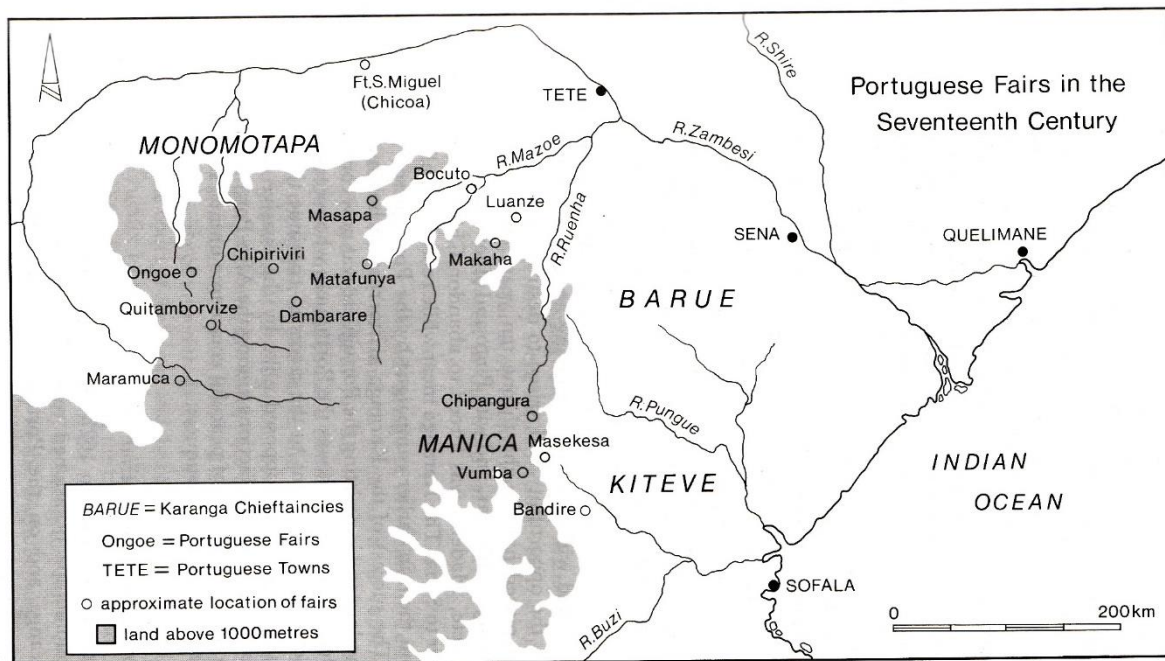 Portuguese Fairs in the
Seventeenth Century
R.Shire
Ft.S.Miguel
(Chicoa)
TETE
MONOMOTAPA
R.Mazoe
R.Zambesi
Bocuto
Luanze
Masapa
R.Ruenha
SENA
QUELIMANE
Ongoe
Chipiriviri
Matafunya
Makaha
Quitamborvize
Dambarare
BARUE
Maramuca
Chipangura
R.Pungue
MANICA
Masekesa
Vumba
KITEVE
INDIAN
OCEAN
Bandire
SOFALA
R.Buzi
BARUE = Karanga Chieftaincies
Ongoe = Portuguese Fairs
TETE = Portuguese Towns
approximate location of fairs
land above 1000metres
0 200km